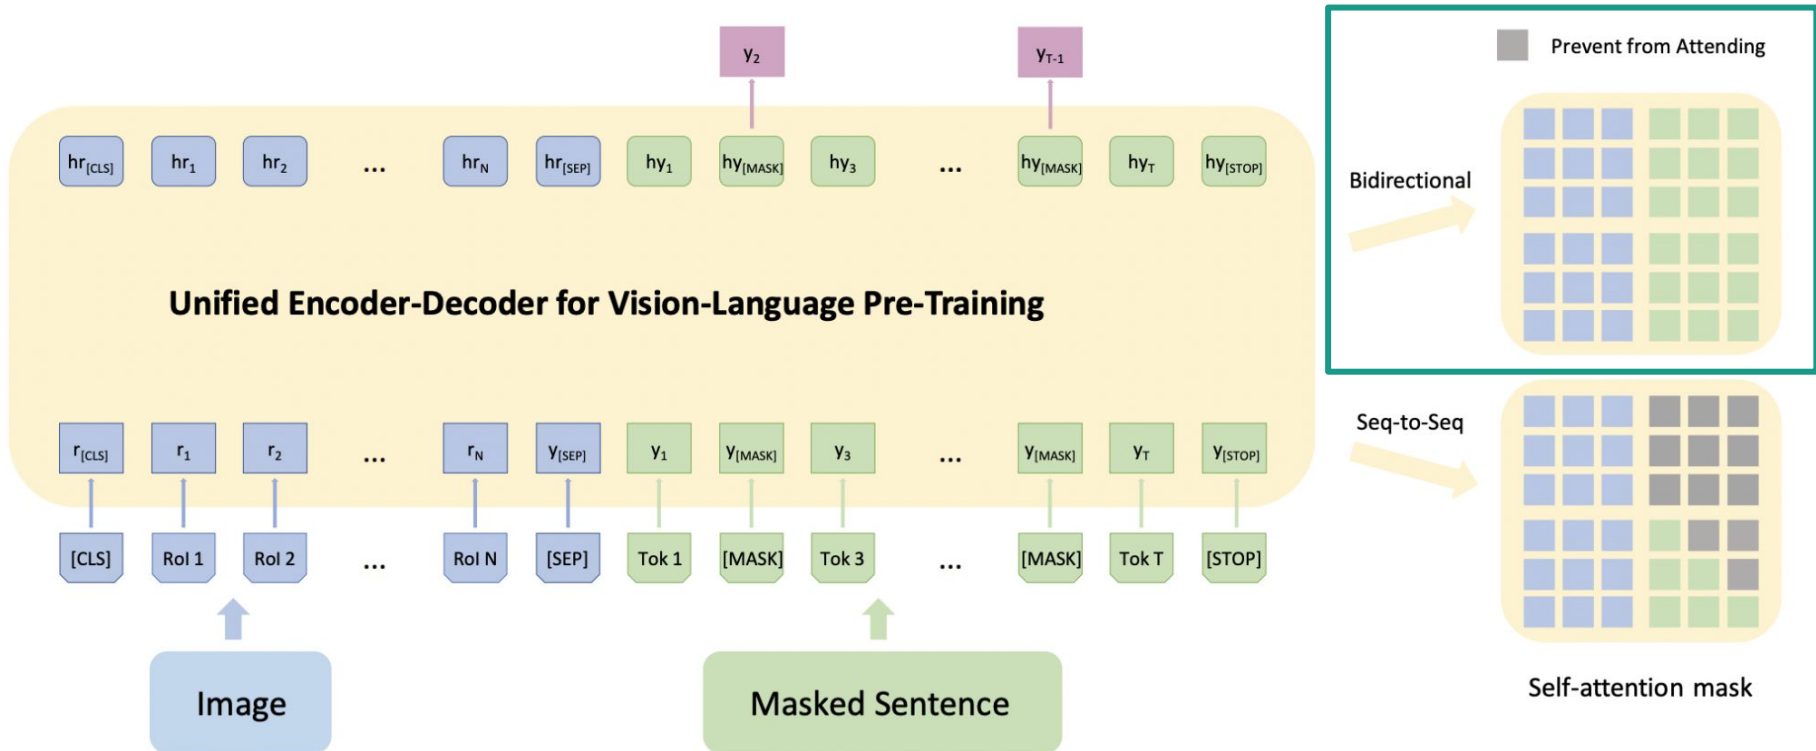 y2 yT-1
Prevent from Attending
hr[CLS] hr1 hr2 ... hrN hr[SEP] hy1 hy[MASK] hy3 ... hy[MASK] hyT hy[STOP]
Bidirectional
Unified Encoder-Decoder for Vision-Language Pre-Training
r[CLS] r1 r2 ... rN y[SEP] y1 y[MASK] y3 ... y[MASK] yT y[STOP]
Seq-to-Seq
[CLS] RoI 1 RoI 2 ... RoI N [SEP] Tok 1 [MASK] Tok 3 ... [MASK] Tok T [STOP]
Image
Masked Sentence
Self-attention mask